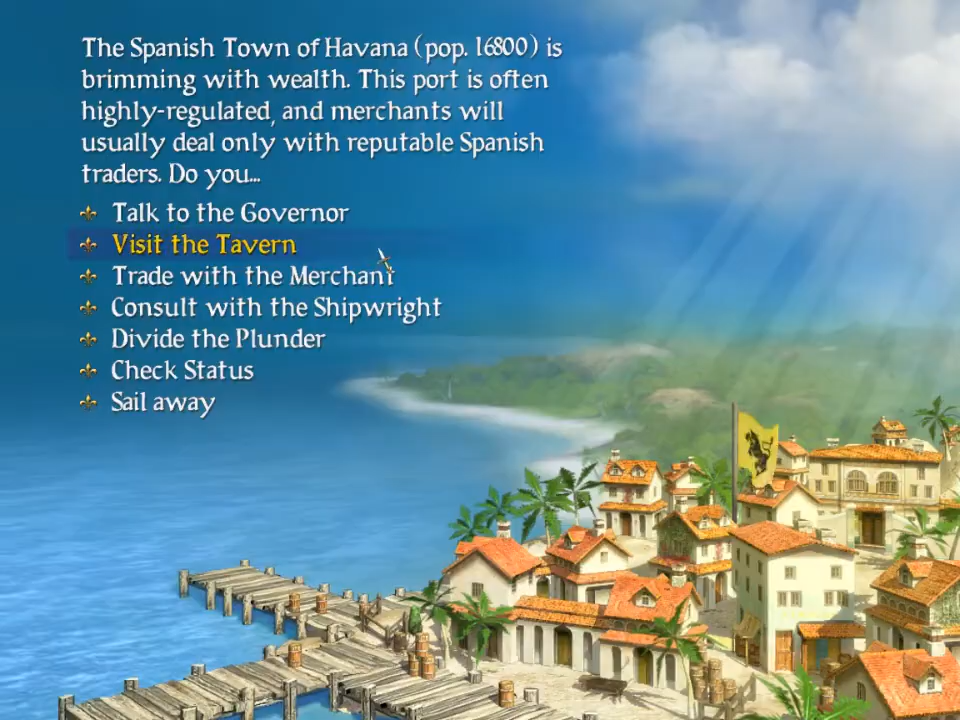 The Spanish Town of Havana (pop. 16800) is
brimming with wealth. This port is often
highly-regulated, and merchants will
usually deal only with reputable Spanish
traders. Do you...
Talk to the Governor
Visit the Tavern
Trade with the Merchant
Consult with the Shipwright
Divide the Plunder
Check Status
Sail away